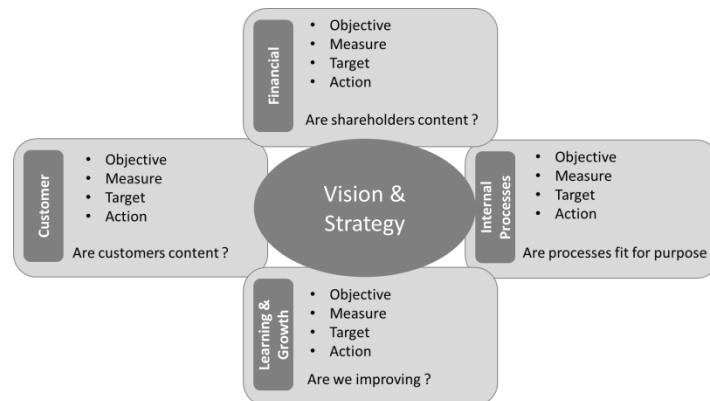 Financial
• Objective
• Measure
• Target
• Action
Are shareholders content ?
Customer
• Objective
• Measure
• Target
• Action
Are customers content ?
Vision &
Strategy
Internal
Processes
• Objective
• Measure
• Target
• Action
Are processes fit for purpose
Learning &
Growth
• Objective
• Measure
• Target
• Action
Are we improving ?